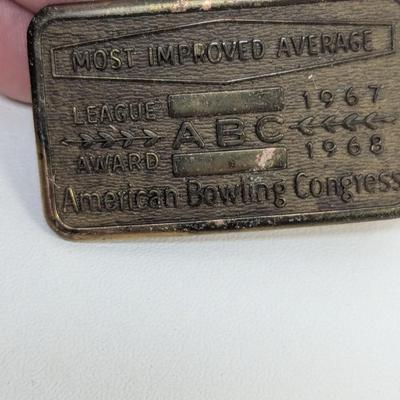 MOST IMPROVED AVERAGE
LEAGUE 1967
ABC
AWARD 1968
American Bowling Congress